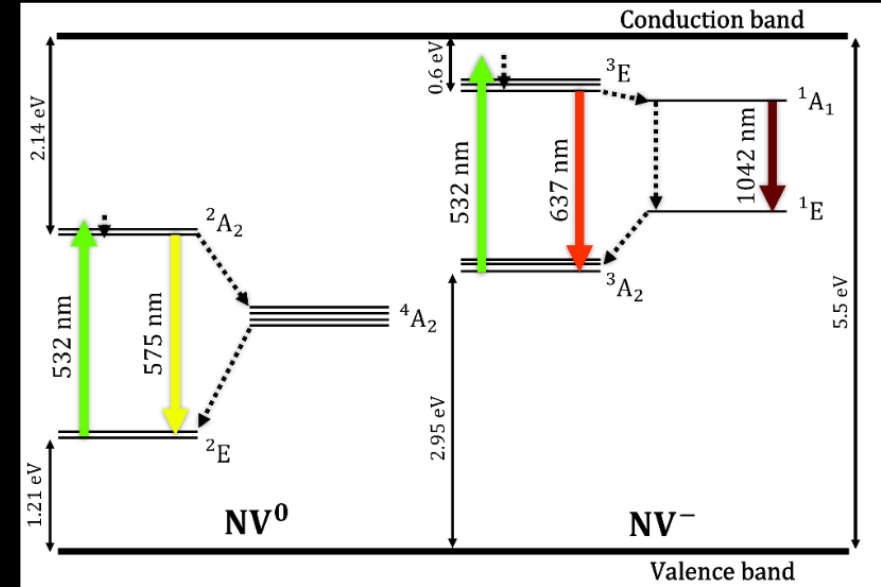 Conduction band
2.14 eV
0.6 eV
³E
¹A₁
532 nm
637 nm
1042 nm
¹E
²A₂
³A₂
5.5 eV
532 nm
575 nm
⁴A₂
2.95 eV
²E
1.21 eV
NV⁰
NV⁻
Valence band